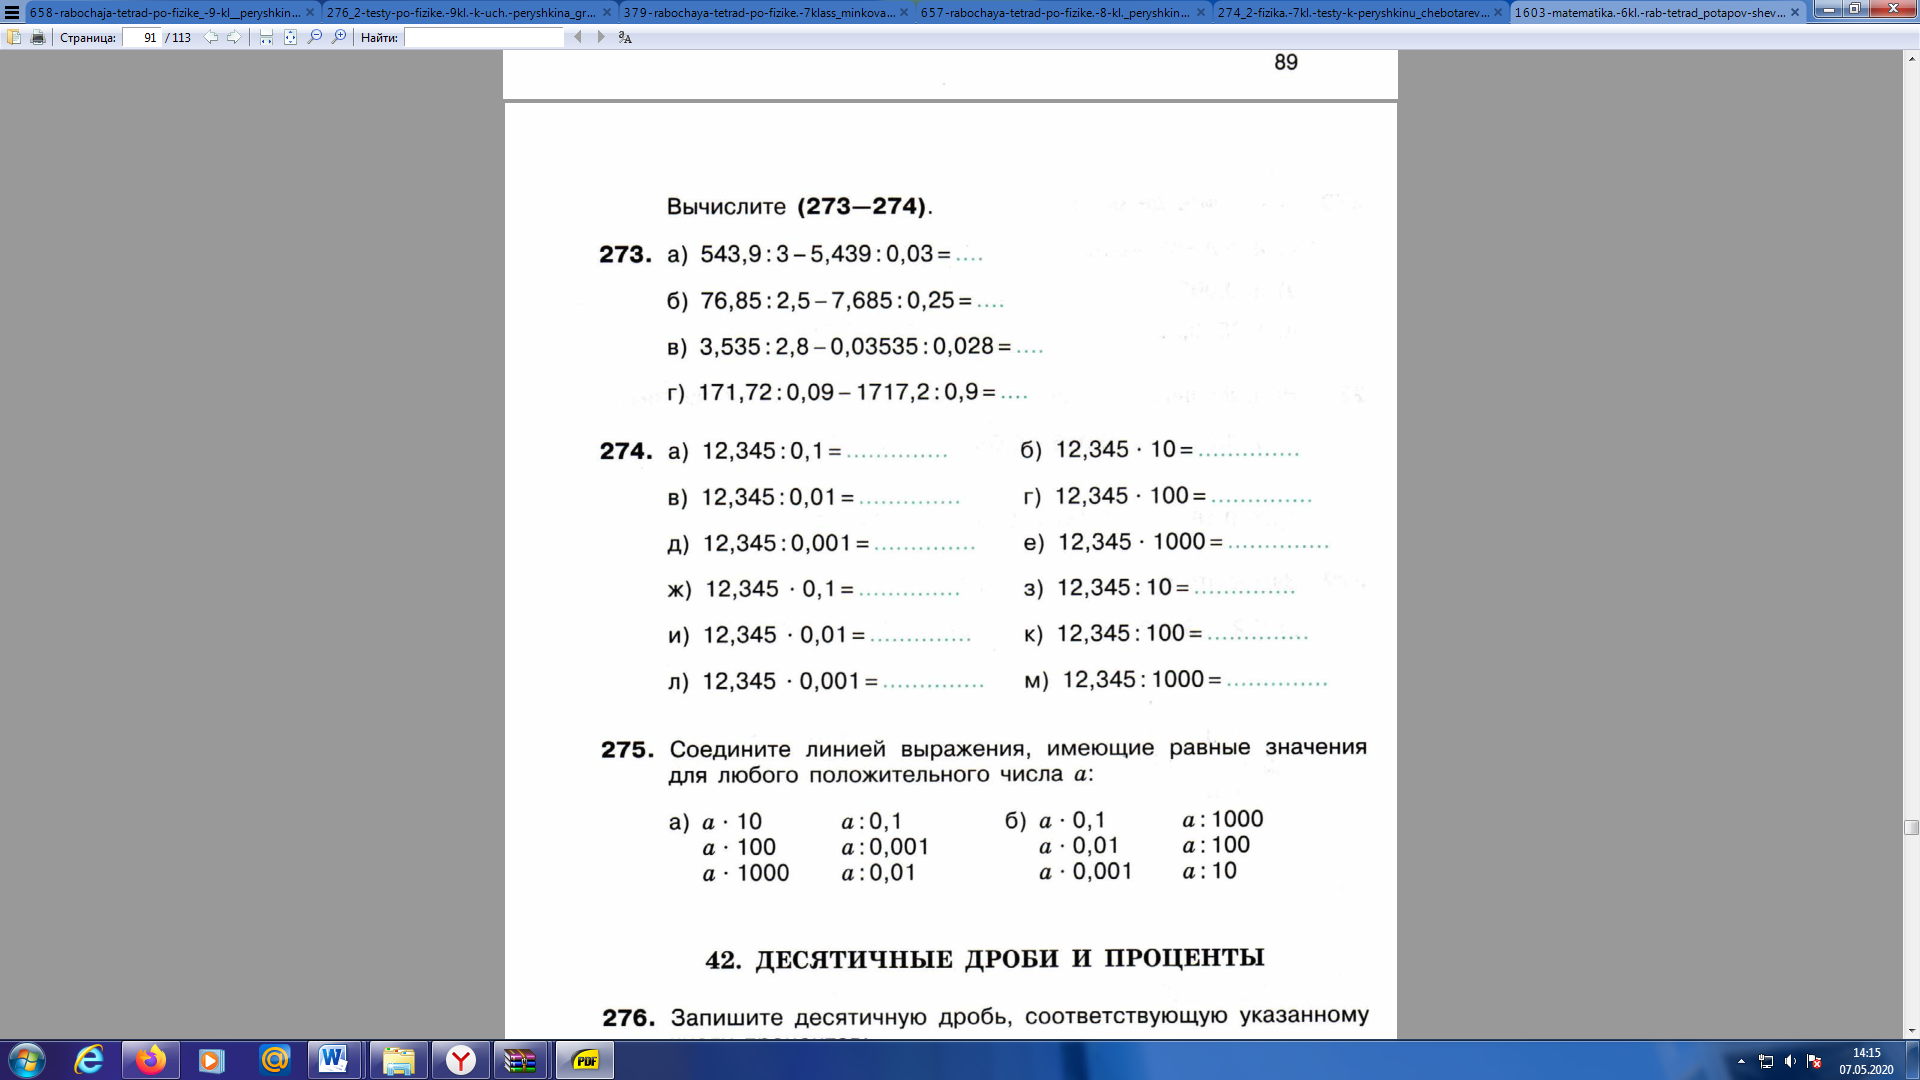 658-rabochaja-tetrad-po-fizike_-9-kl__peryshkin...
276_2-testy-po-fizike.-9kl.-k-uch.-peryshkina_gr...
379-rabochaya-tetrad-po-fizike.-7klass_minkova...
657-rabochaya-tetrad-po-fizike.-8-kl._peryshkin...
274_2-fizika.-7kl.-testy-k-peryshkinu_chebotarev...
1603-matematika.-6kl.-rab-tetrad_potapov-shev...
Страница: 91 / 113 Найти:
89
Вычислите (273—274).
273. а) 543,9 : 3 – 5,439 : 0,03 = ....
б) 76,85 : 2,5 – 7,685 : 0,25 = ....
в) 3,535 : 2,8 – 0,03535 : 0,028 = ....
г) 171,72 : 0,09 – 1717,2 : 0,9 = ....
274. а) 12,345 : 0,1 = .............. б) 12,345 · 10 = ..............
в) 12,345 : 0,01 = .............. г) 12,345 · 100 = ..............
д) 12,345 : 0,001 = .............. е) 12,345 · 1000 = ..............
ж) 12,345 · 0,1 = .............. з) 12,345 : 10 = ..............
и) 12,345 · 0,01 = .............. к) 12,345 : 100 = ..............
л) 12,345 · 0,001 = .............. м) 12,345 : 1000 = ..............
275. Соедините линией выражения, имеющие равные значения
для любого положительного числа a:
а) a · 10 a : 0,1 б) a · 0,1 a : 1000
a · 100 a : 0,001 a · 0,01 a : 100
a · 1000 a : 0,01 a · 0,001 a : 10
42. ДЕСЯТИЧНЫЕ ДРОБИ И ПРОЦЕНТЫ
276. Запишите десятичную дробь, соответствующую указанному
14:15
07.05.2020